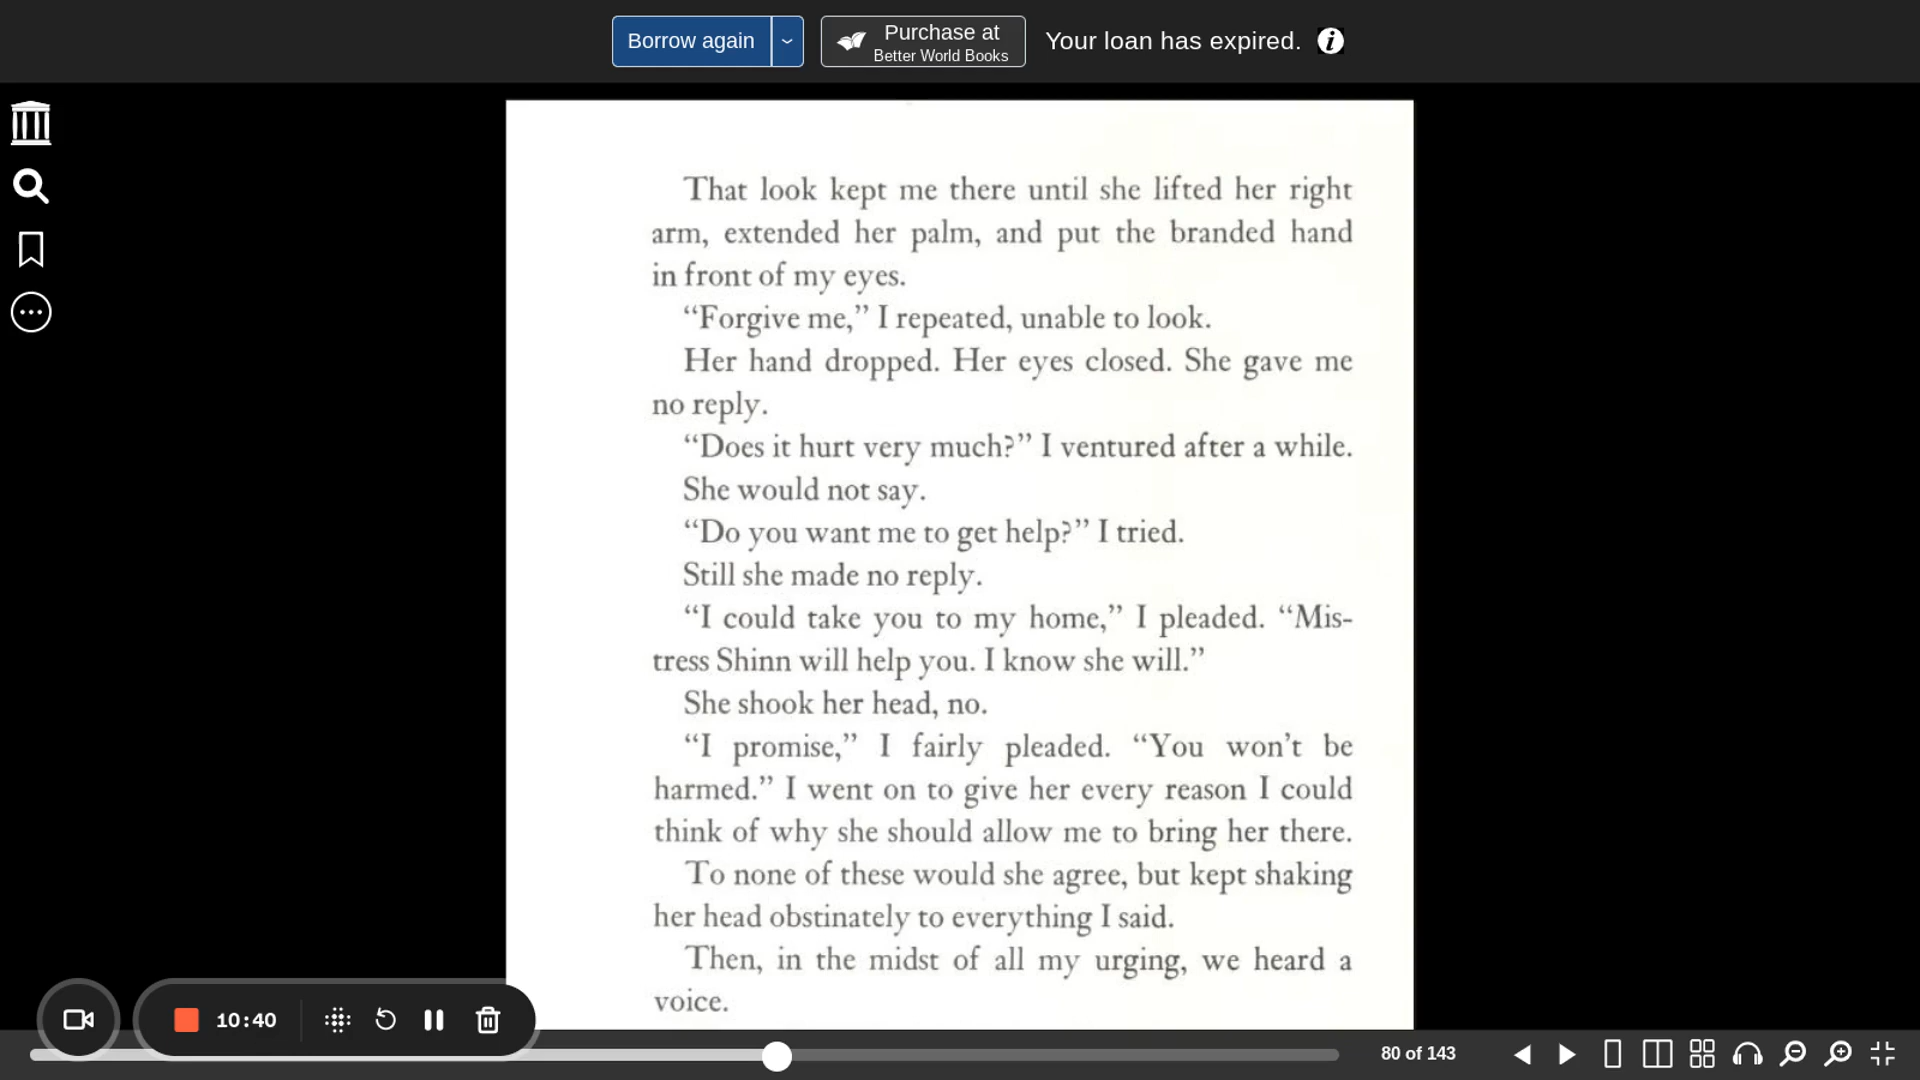 Borrow again
Purchase at
Better World Books
Your loan has expired.
That look kept me there until she lifted her right
arm, extended her palm, and put the branded hand
in front of my eyes.
“Forgive me,” I repeated, unable to look.
Her hand dropped. Her eyes closed. She gave me
no reply.
“Does it hurt very much?” I ventured after a while.
She would not say.
“Do you want me to get help?” I tried.
Still she made no reply.
“I could take you to my home,” I pleaded. “Mis-
tress Shinn will help you. I know she will.”
She shook her head, no.
“I promise,” I fairly pleaded. “You won’t be
harmed.” I went on to give her every reason I could
think of why she should allow me to bring her there.
To none of these would she agree, but kept shaking
her head obstinately to everything I said.
Then, in the midst of all my urging, we heard a
voice.
10:40
80 of 143